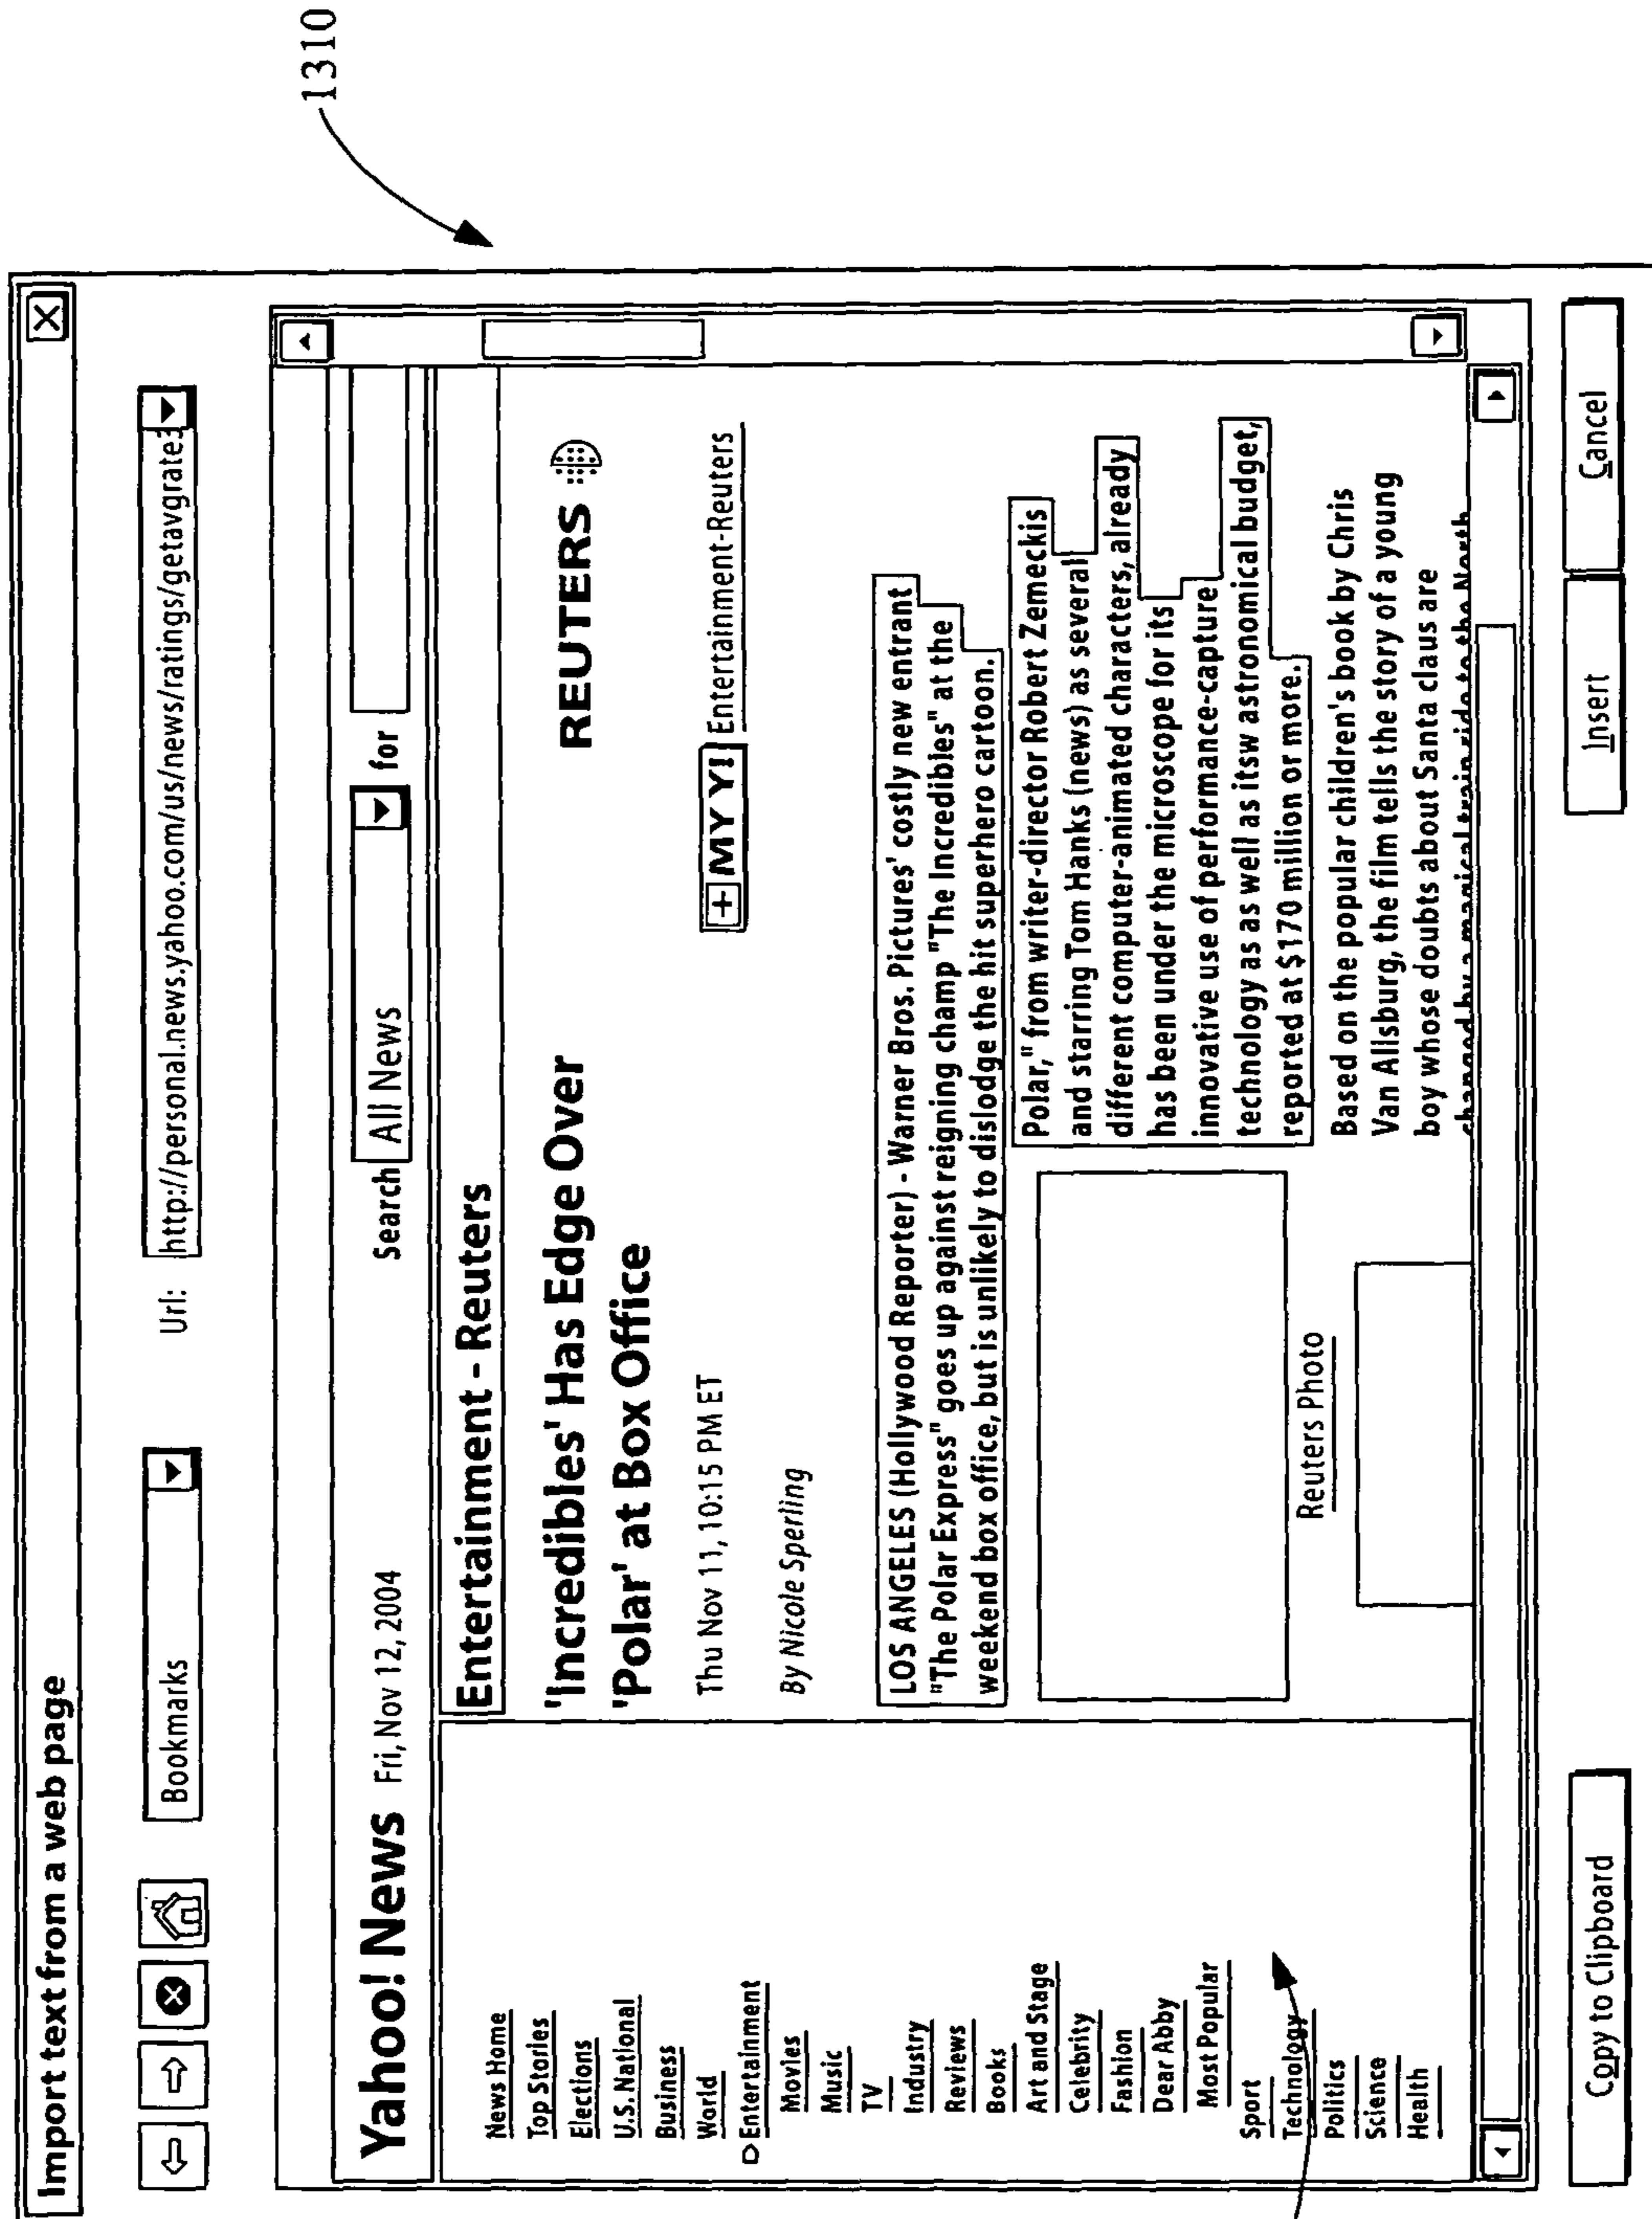 1310
Import text from a web page
Bookmarks
Url: http://personal.news.yahoo.com/us/news/ratings/getavgrate3
Yahoo! News Fri, Nov 12, 2004
Search All News for
News Home
Top Stories
Elections
U.S. National
Business
World
Entertainment
Movies
Music
TV
Industry
Reviews
Books
Art and Stage
Celebrity
Fashion
Dear Abby
Most Popular
Sport
Technology
Politics
Science
Health
Entertainment - Reuters
'Incredibles' Has Edge Over
'Polar' at Box Office
REUTERS
Thu Nov 11, 10:15 PM ET
+ MY Y! Entertainment-Reuters
By Nicole Sperling
LOS ANGELES (Hollywood Reporter) - Warner Bros. Pictures' costly new entrant
"The Polar Express" goes up against reigning champ "The Incredibles" at the
weekend box office, but is unlikely to dislodge the hit superhero cartoon.
Reuters Photo
Polar," from writer-director Robert Zemeckis
and starring Tom Hanks (news) as several
different computer-animated characters, already
has been under the microscope for its
innovative use of performance-capture
technology as as well as itsw astronomical budget,
reported at $170 million or more.
Based on the popular children's book by Chris
Van Allsburg, the film tells the story of a young
boy whose doubts about Santa claus are
changed by a magical train ride to the North
Copy to Clipboard
Insert
Cancel